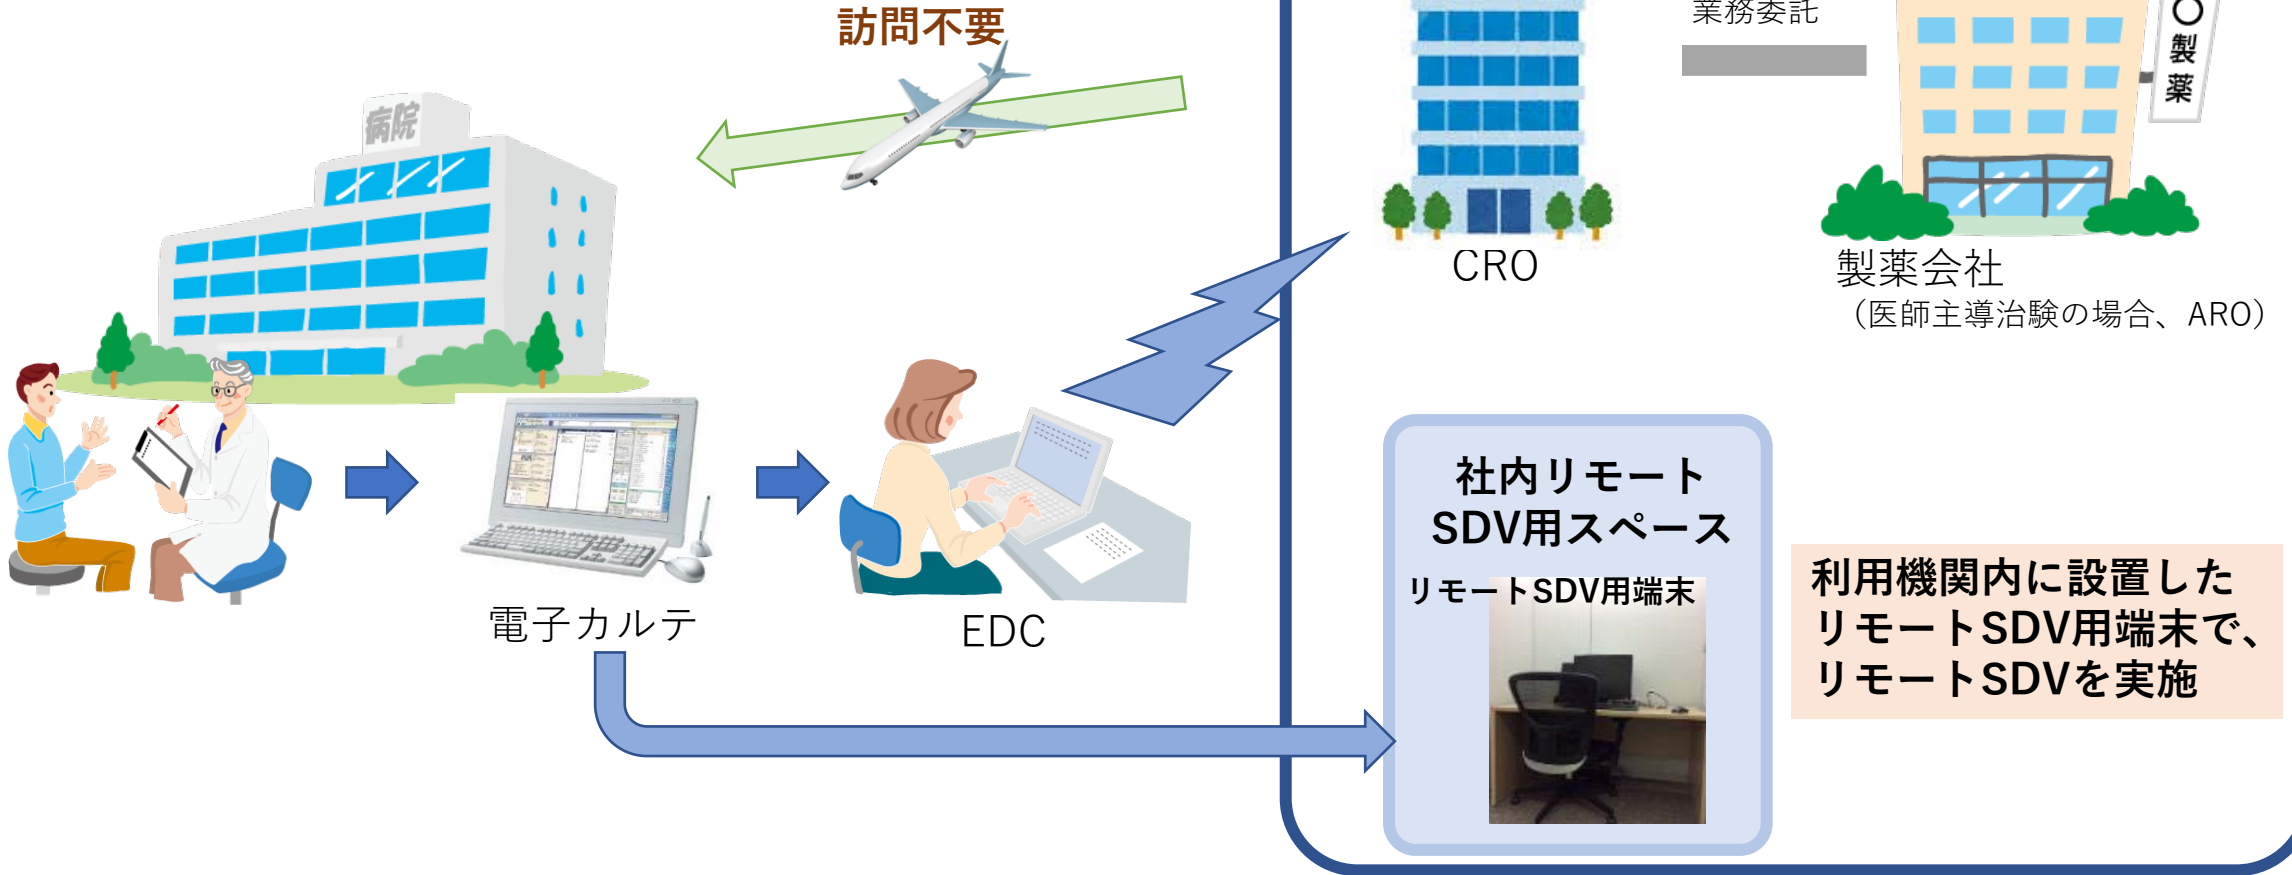 訪問不要
業務委託
〇製薬
病院
CRO
製薬会社
（医師主導治験の場合、ARO）
社内リモート
SDV用スペース
リモートSDV用端末
利用機関内に設置した
リモートSDV用端末で、
リモートSDVを実施
電子カルテ
EDC